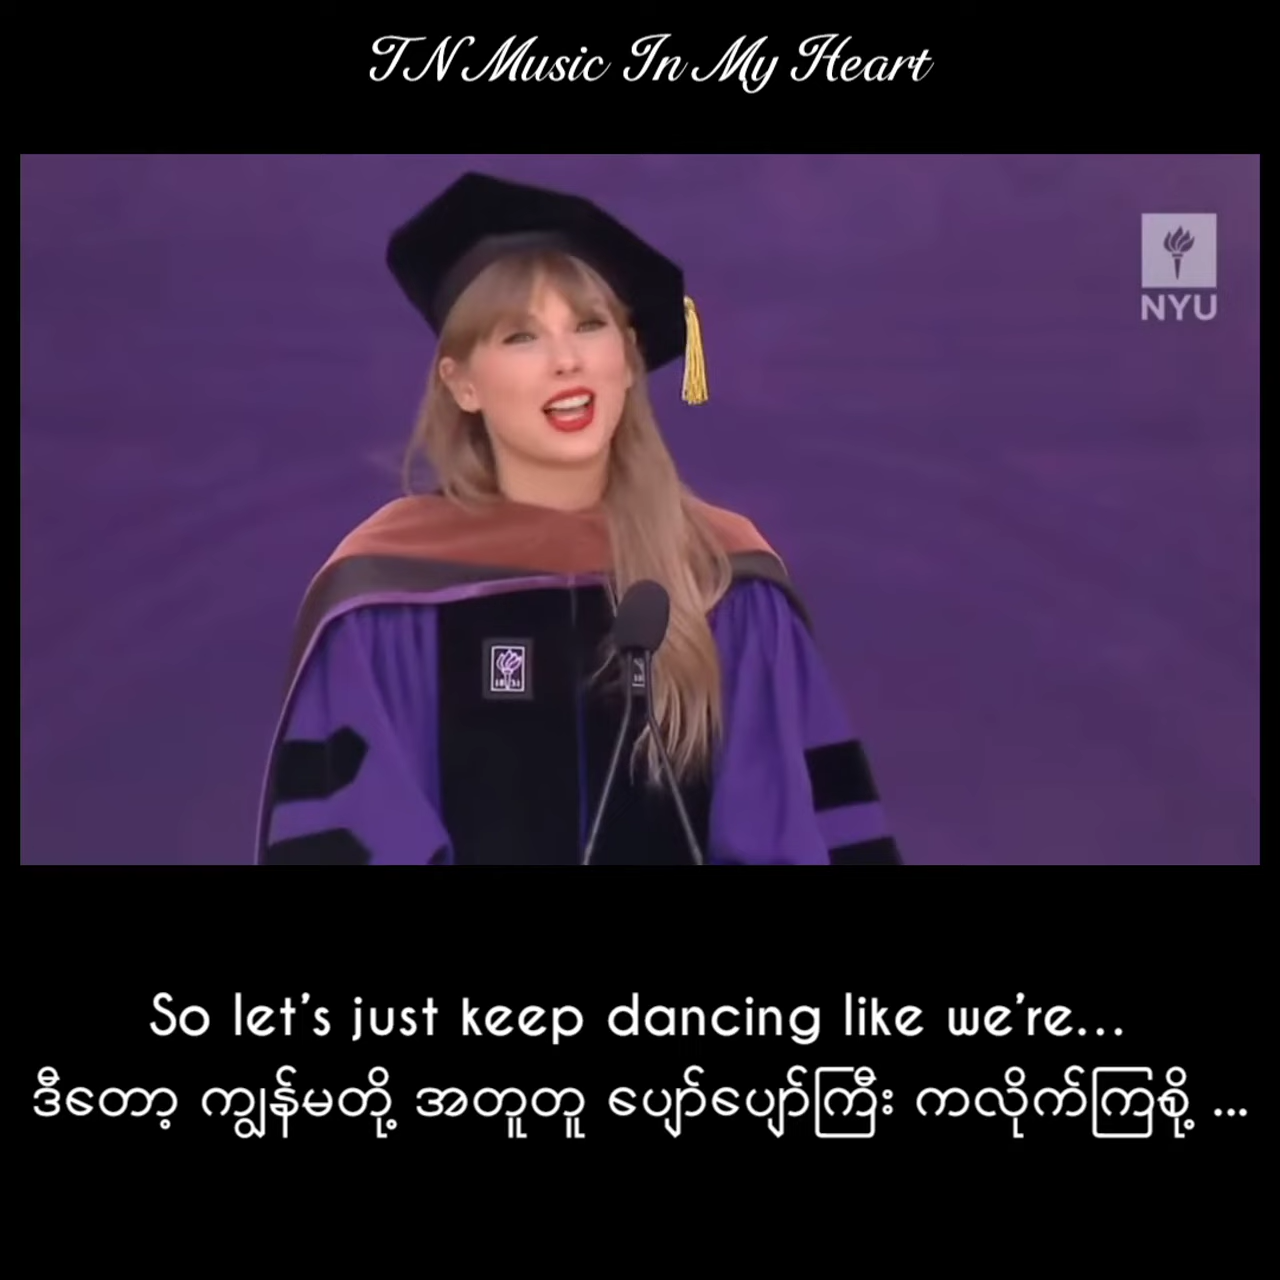 TN Music In My Heart
NYU
So let's just keep dancing like we're...
ဒီတော့ ကျွန်မတို့ အတူတူ ပျော်ပျော်ကြီး ကလိုက်ကြစို့ ...